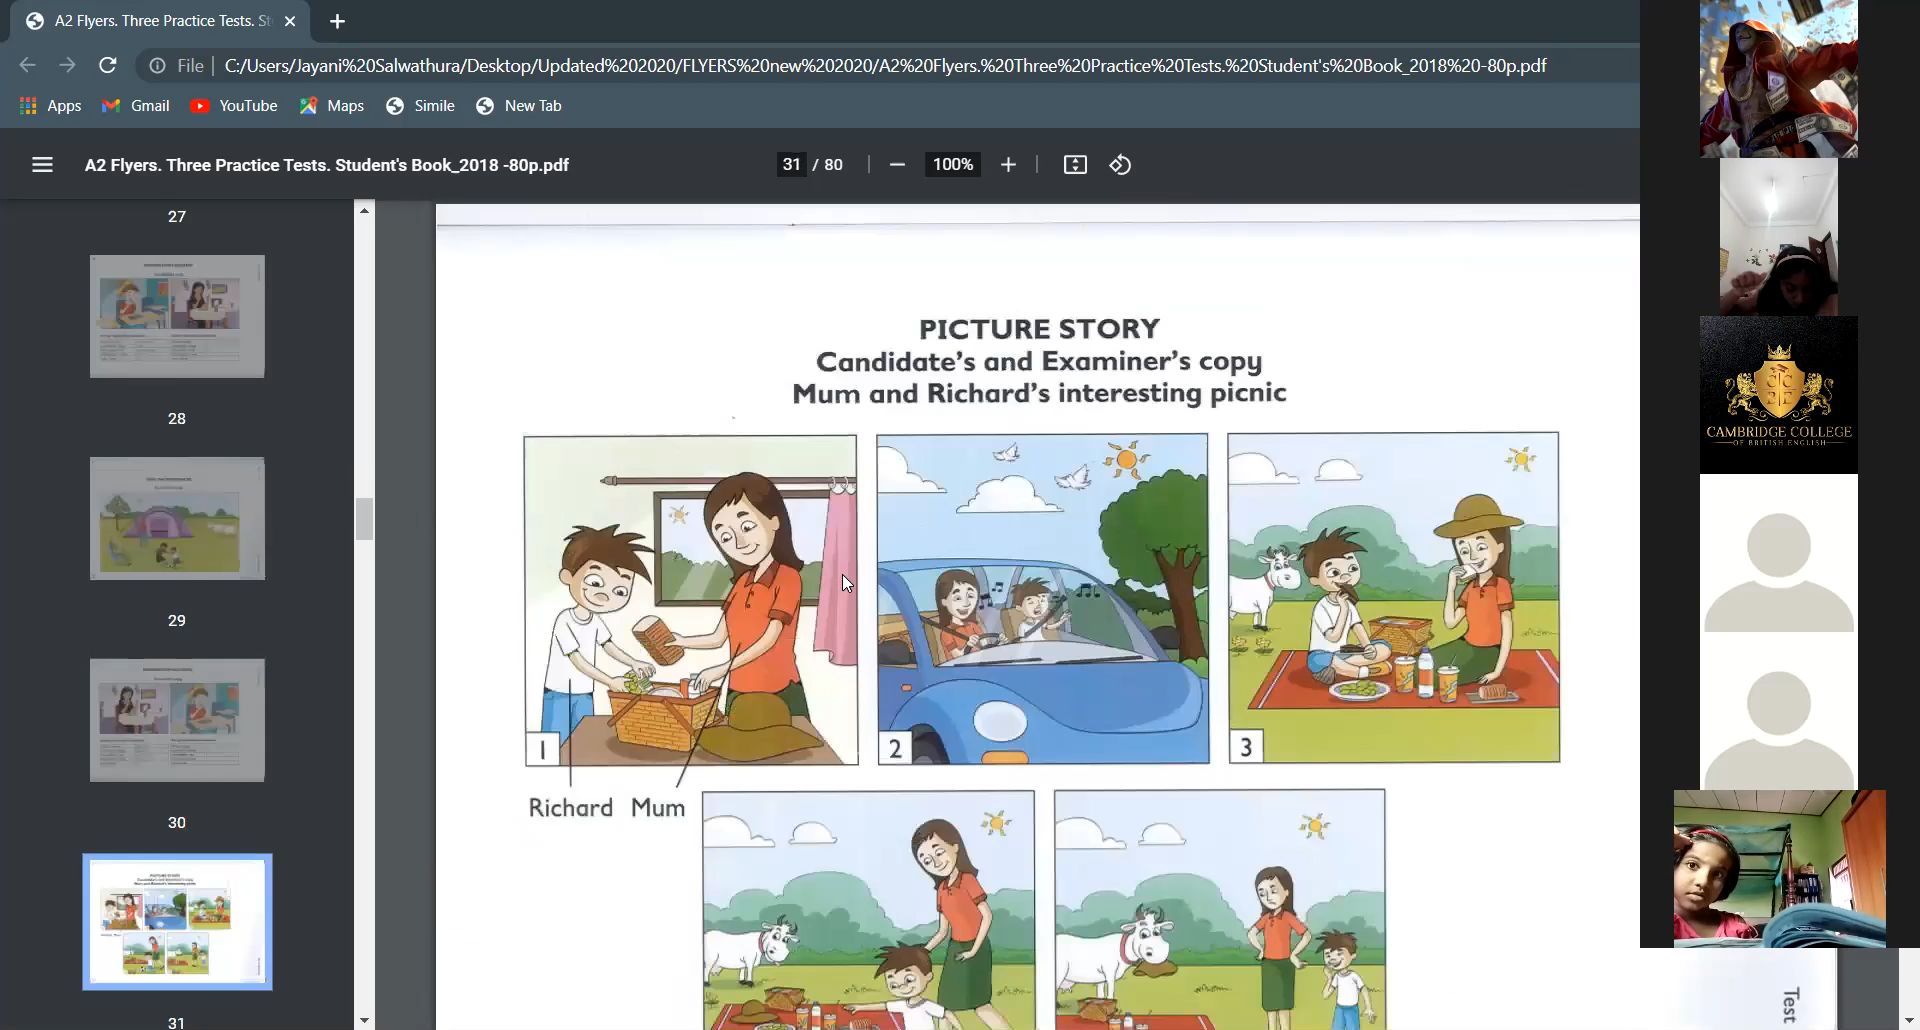 A2 Flyers. Three Practice Tests. St
File
C:/Users/Jayani%20Salwathura/Desktop/Updated%202020/FLYERS%20new%202020/A2%20Flyers.%20Three%20Practice%20Tests.%20Student's%20Book_2018%20-80p.pdf
Apps Gmail YouTube Maps Simile New Tab
A2 Flyers. Three Practice Tests. Student's Book_2018 -80p.pdf
31 / 80
100%
27
28
29
30
31
PICTURE STORY
Candidate's and Examiner's copy
Mum and Richard's interesting picnic
1
2
3
Richard Mum
Test
CAMBRIDGE COLLEGE
OF BRITISH ENGLISH